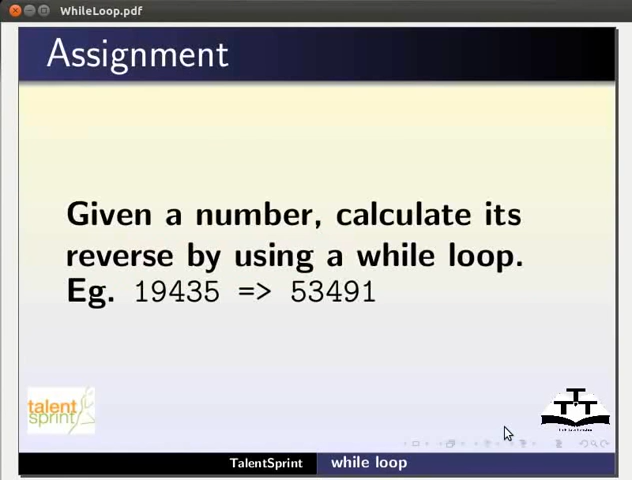 WhileLoop.pdf
Assignment
Given a number, calculate its
reverse by using a while loop.
Eg. 19435 => 53491
talent
sprint
TalentSprint while loop